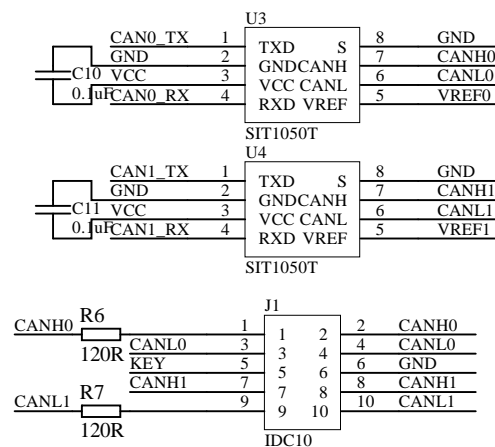 U3
CAN0_TX 1 TXD S 8 GND
GND 2 GND CANH 7 CANH0
C10 VCC 3 VCC CANL 6 CANL0
0.1uF CAN0_RX 4 RXD VREF 5 VREF0
SIT1050T
U4
CAN1_TX 1 TXD S 8 GND
GND 2 GND CANH 7 CANH1
C11 VCC 3 VCC CANL 6 CANL1
0.1uF CAN1_RX 4 RXD VREF 5 VREF1
SIT1050T
R6 J1
CANH0 1 1 2 2 CANH0
120R CANL0 3 3 4 4 CANL0
KEY 5 5 6 6 GND
R7 CANH1 7 7 8 8 CANH1
CANL1 9 9 10 10 CANL1
120R IDC10